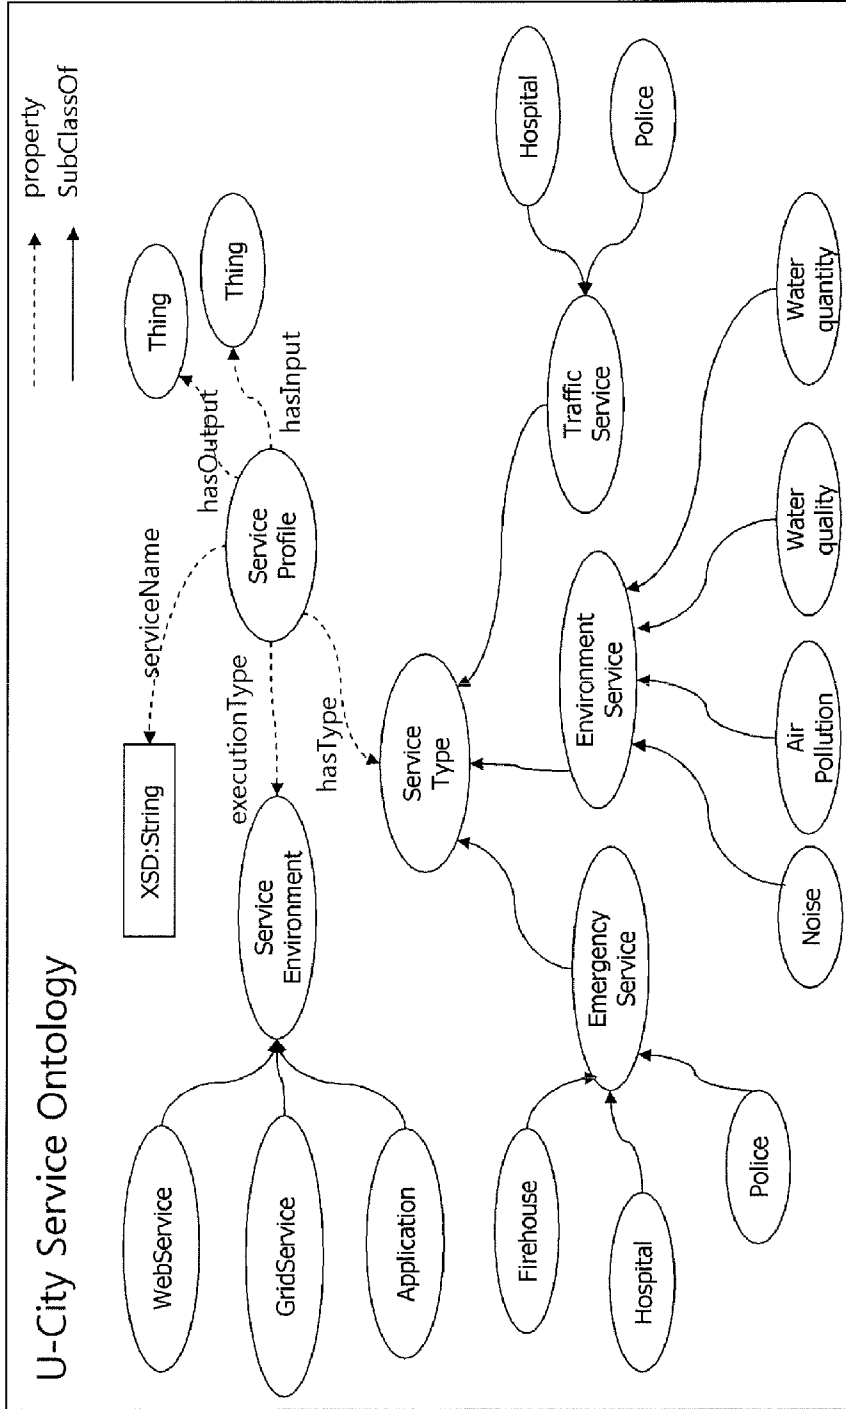 U-City Service Ontology
property
SubClassOf
XSD:String
serviceName
hasOutput
Thing
Thing
hasInput
WebService
GridService
Application
Service
Environment
executionType
Service
Profile
hasType
Service
Type
Firehouse
Hospital
Police
Emergency
Service
Environment
Service
Traffic
Service
Hospital
Police
Noise
Air
Pollution
Water
quality
Water
quantity